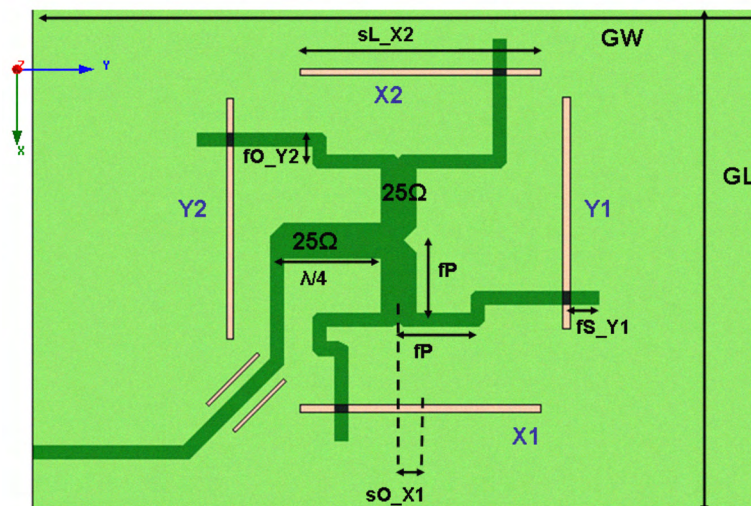 sL_X2
GW
Z
Y
X
X2
fO_Y2
25Ω
GL
Y2
Y1
25Ω
λ/4
fP
fP
fS_Y1
X1
sO_X1